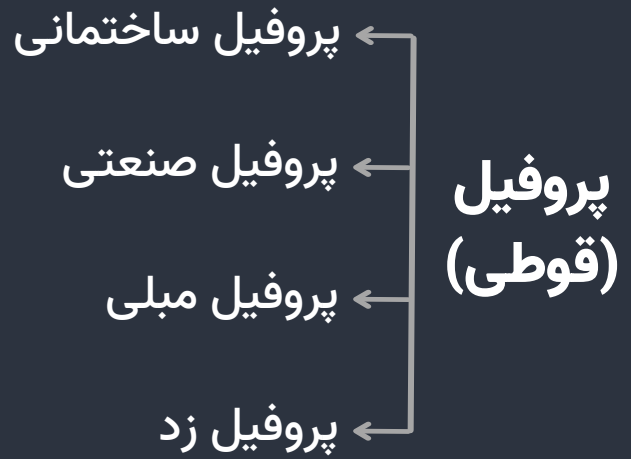 پروفیل
(قوطی)
پروفیل ساختمانی
پروفیل صنعتی
پروفیل مبلی
پروفیل زد